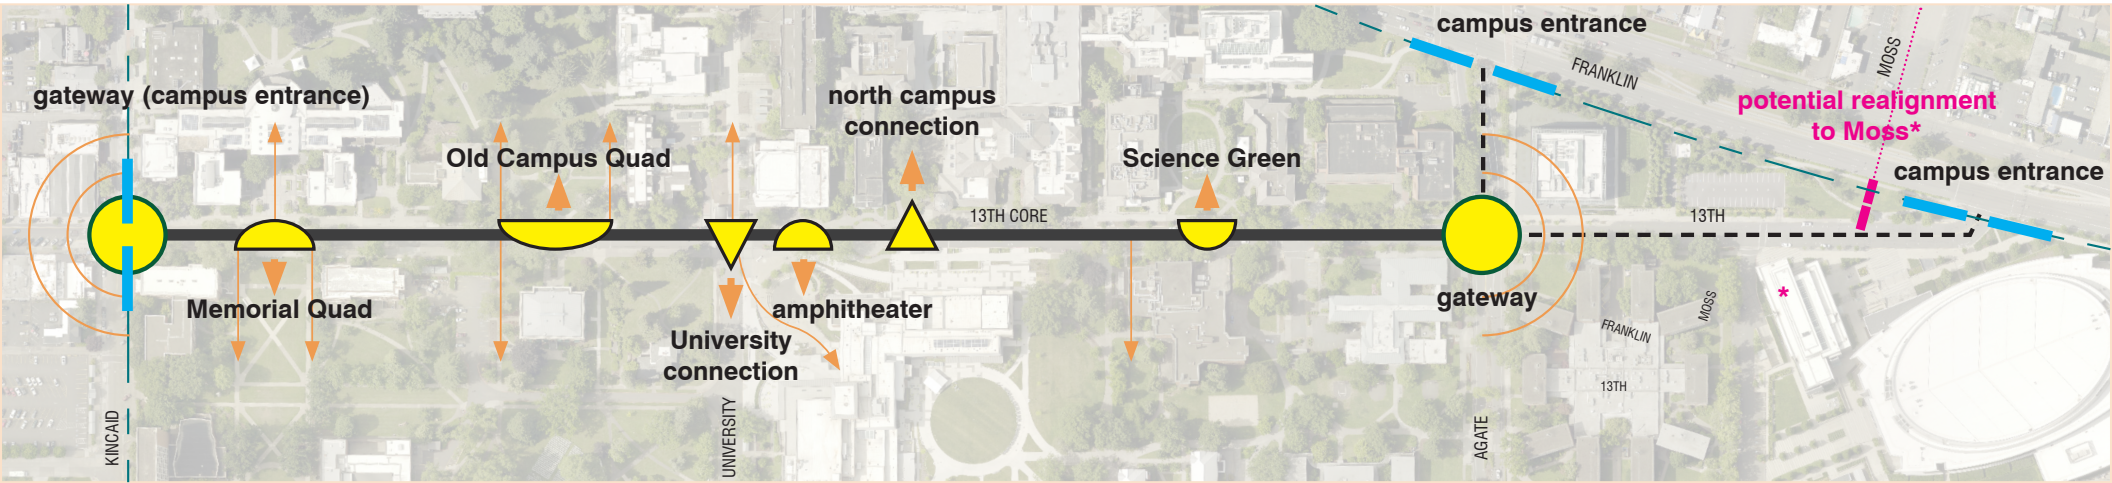 campus entrance
FRANKLIN
MOSS
gateway (campus entrance)
north campus
connection
potential realignment
to Moss*
Old Campus Quad
Science Green
campus entrance
13TH CORE
13TH
Memorial Quad
amphitheater
gateway
*
MOSS
University
connection
FRANKLIN
13TH
KINCAID
UNIVERSITY
AGATE